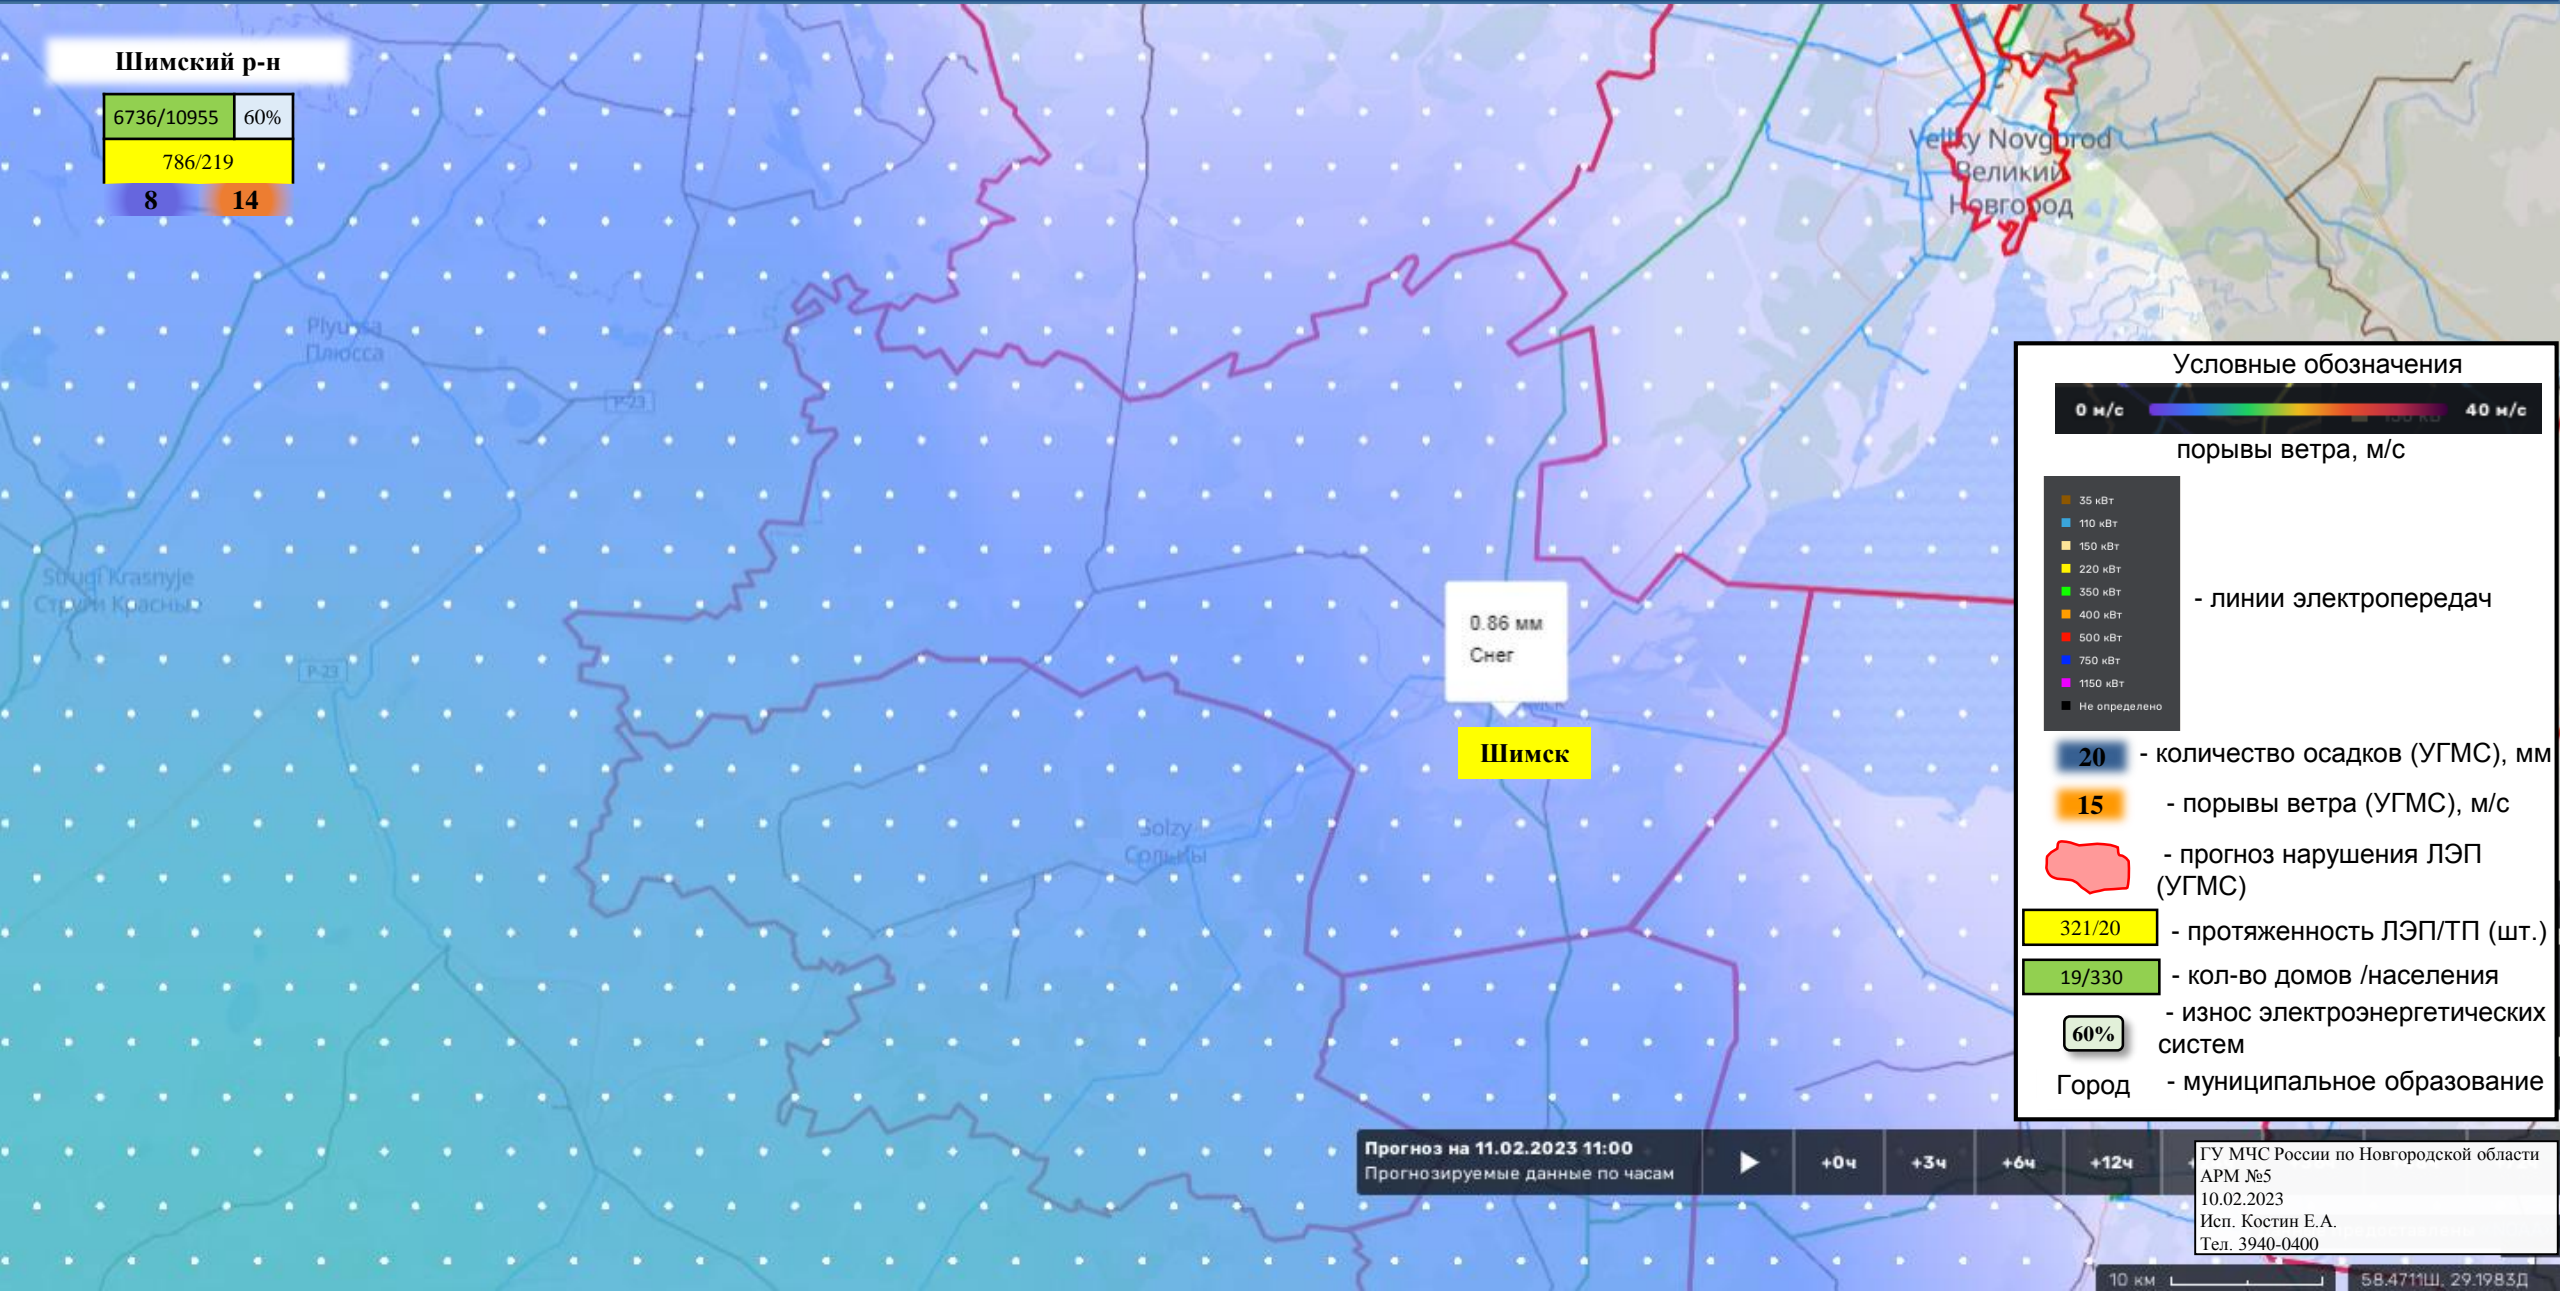 Шимский р-н
6736/10955 60%
786/219
8 14
Velíky Novgorod
Великий
Новгород
Plyussa
Плюсса
Р-23
Strugi Krasnyje
Струги Красные
Р-23
0.86 мм
Снег
Шимск
Solzy
Сольцы
Условные обозначения
0 м/с 40 м/с
порывы ветра, м/с
35 кВт
110 кВт
150 кВт
220 кВт
350 кВт
400 кВт
500 кВт
750 кВт
1150 кВт
Не определено
- линии электропередач
20 - количество осадков (УГМС), мм
15 - порывы ветра (УГМС), м/с
- прогноз нарушения ЛЭП
(УГМС)
321/20 - протяженность ЛЭП/ТП (шт.)
19/330 - кол-во домов /населения
- износ электроэнергетических
60% систем
Город - муниципальное образование
Прогноз на 11.02.2023 11:00
Прогнозируемые данные по часам
+0ч +3ч +6ч +12ч
ГУ МЧС России по Новгородской области
АРМ №5
10.02.2023
Исп. Костин Е.А.
Тел. 3940-0400
10 км
58.4711Ш, 29.1983Д